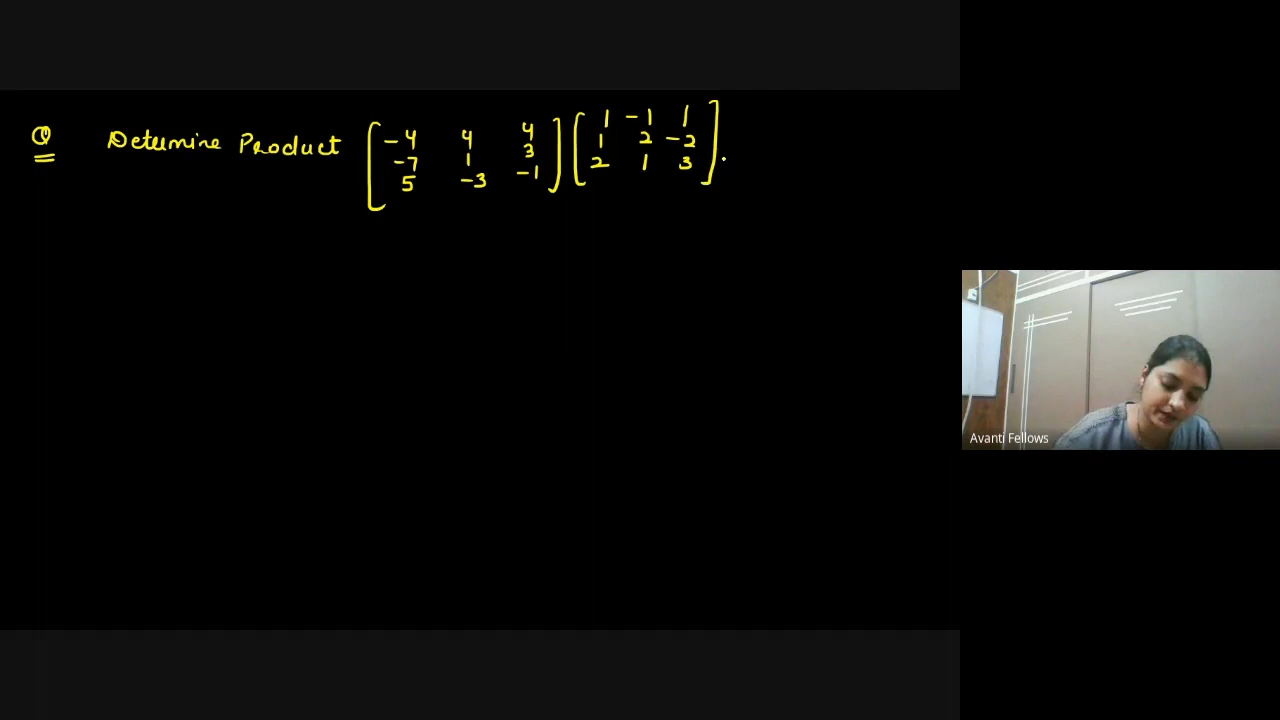 Q Determine Product [-4 4 4 ] [1 -1 1 ] .
-7 1 3 1 2 -2
5 -3 -1 2 1 3
Avanti Fellows